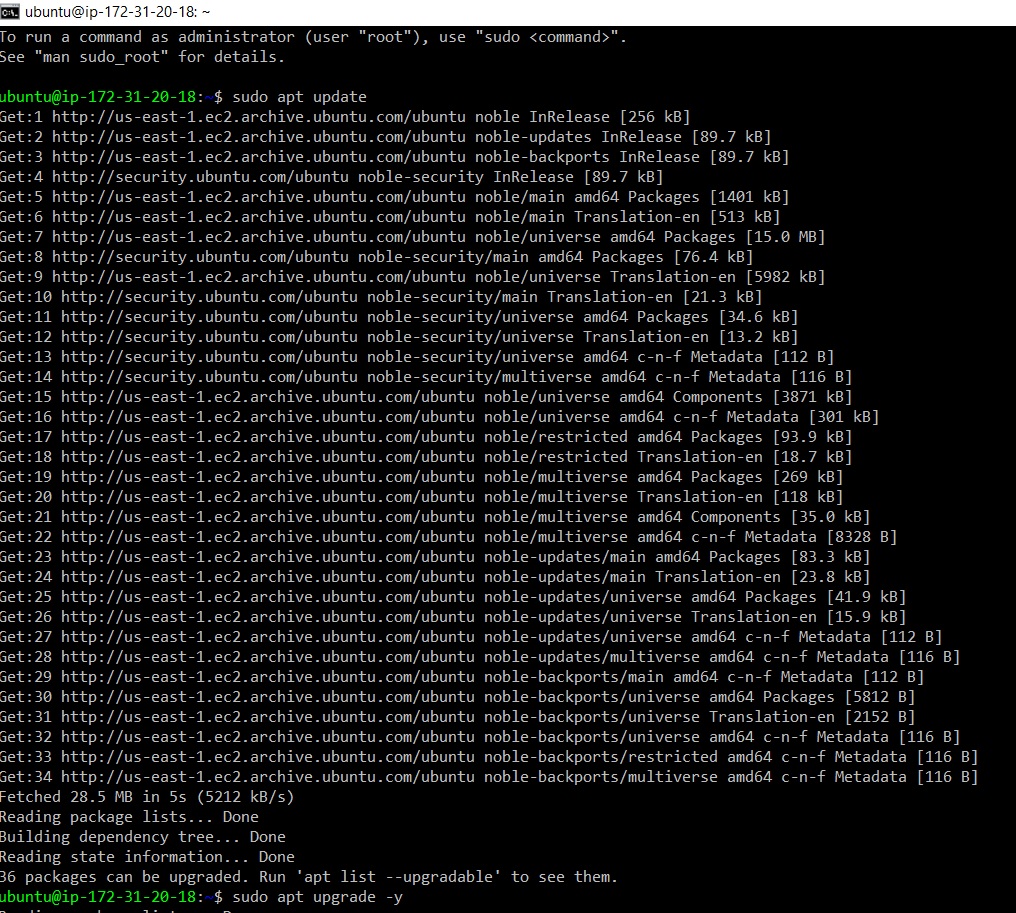 ubuntu@ip-172-31-20-18: ~
To run a command as administrator (user "root"), use "sudo <command>".
See "man sudo_root" for details.
ubuntu@ip-172-31-20-18:~$ sudo apt update
Get:1 http://us-east-1.ec2.archive.ubuntu.com/ubuntu noble InRelease [256 kB]
Get:2 http://us-east-1.ec2.archive.ubuntu.com/ubuntu noble-updates InRelease [89.7 kB]
Get:3 http://us-east-1.ec2.archive.ubuntu.com/ubuntu noble-backports InRelease [89.7 kB]
Get:4 http://security.ubuntu.com/ubuntu noble-security InRelease [89.7 kB]
Get:5 http://us-east-1.ec2.archive.ubuntu.com/ubuntu noble/main amd64 Packages [1401 kB]
Get:6 http://us-east-1.ec2.archive.ubuntu.com/ubuntu noble/main Translation-en [513 kB]
Get:7 http://us-east-1.ec2.archive.ubuntu.com/ubuntu noble/universe amd64 Packages [15.0 MB]
Get:8 http://security.ubuntu.com/ubuntu noble-security/main amd64 Packages [76.4 kB]
Get:9 http://us-east-1.ec2.archive.ubuntu.com/ubuntu noble/universe Translation-en [5982 kB]
Get:10 http://security.ubuntu.com/ubuntu noble-security/main Translation-en [21.3 kB]
Get:11 http://security.ubuntu.com/ubuntu noble-security/universe amd64 Packages [34.6 kB]
Get:12 http://security.ubuntu.com/ubuntu noble-security/universe Translation-en [13.2 kB]
Get:13 http://security.ubuntu.com/ubuntu noble-security/universe amd64 c-n-f Metadata [112 B]
Get:14 http://security.ubuntu.com/ubuntu noble-security/multiverse amd64 c-n-f Metadata [116 B]
Get:15 http://us-east-1.ec2.archive.ubuntu.com/ubuntu noble/universe amd64 Components [3871 kB]
Get:16 http://us-east-1.ec2.archive.ubuntu.com/ubuntu noble/universe amd64 c-n-f Metadata [301 kB]
Get:17 http://us-east-1.ec2.archive.ubuntu.com/ubuntu noble/restricted amd64 Packages [93.9 kB]
Get:18 http://us-east-1.ec2.archive.ubuntu.com/ubuntu noble/restricted Translation-en [18.7 kB]
Get:19 http://us-east-1.ec2.archive.ubuntu.com/ubuntu noble/multiverse amd64 Packages [269 kB]
Get:20 http://us-east-1.ec2.archive.ubuntu.com/ubuntu noble/multiverse Translation-en [118 kB]
Get:21 http://us-east-1.ec2.archive.ubuntu.com/ubuntu noble/multiverse amd64 Components [35.0 kB]
Get:22 http://us-east-1.ec2.archive.ubuntu.com/ubuntu noble/multiverse amd64 c-n-f Metadata [8328 B]
Get:23 http://us-east-1.ec2.archive.ubuntu.com/ubuntu noble-updates/main amd64 Packages [83.3 kB]
Get:24 http://us-east-1.ec2.archive.ubuntu.com/ubuntu noble-updates/main Translation-en [23.8 kB]
Get:25 http://us-east-1.ec2.archive.ubuntu.com/ubuntu noble-updates/universe amd64 Packages [41.9 kB]
Get:26 http://us-east-1.ec2.archive.ubuntu.com/ubuntu noble-updates/universe Translation-en [15.9 kB]
Get:27 http://us-east-1.ec2.archive.ubuntu.com/ubuntu noble-updates/universe amd64 c-n-f Metadata [112 B]
Get:28 http://us-east-1.ec2.archive.ubuntu.com/ubuntu noble-updates/multiverse amd64 c-n-f Metadata [116 B]
Get:29 http://us-east-1.ec2.archive.ubuntu.com/ubuntu noble-backports/main amd64 c-n-f Metadata [112 B]
Get:30 http://us-east-1.ec2.archive.ubuntu.com/ubuntu noble-backports/universe amd64 Packages [5812 B]
Get:31 http://us-east-1.ec2.archive.ubuntu.com/ubuntu noble-backports/universe Translation-en [2152 B]
Get:32 http://us-east-1.ec2.archive.ubuntu.com/ubuntu noble-backports/universe amd64 c-n-f Metadata [116 B]
Get:33 http://us-east-1.ec2.archive.ubuntu.com/ubuntu noble-backports/restricted amd64 c-n-f Metadata [116 B]
Get:34 http://us-east-1.ec2.archive.ubuntu.com/ubuntu noble-backports/multiverse amd64 c-n-f Metadata [116 B]
Fetched 28.5 MB in 5s (5212 kB/s)
Reading package lists... Done
Building dependency tree... Done
Reading state information... Done
36 packages can be upgraded. Run 'apt list --upgradable' to see them.
ubuntu@ip-172-31-20-18:~$ sudo apt upgrade -y